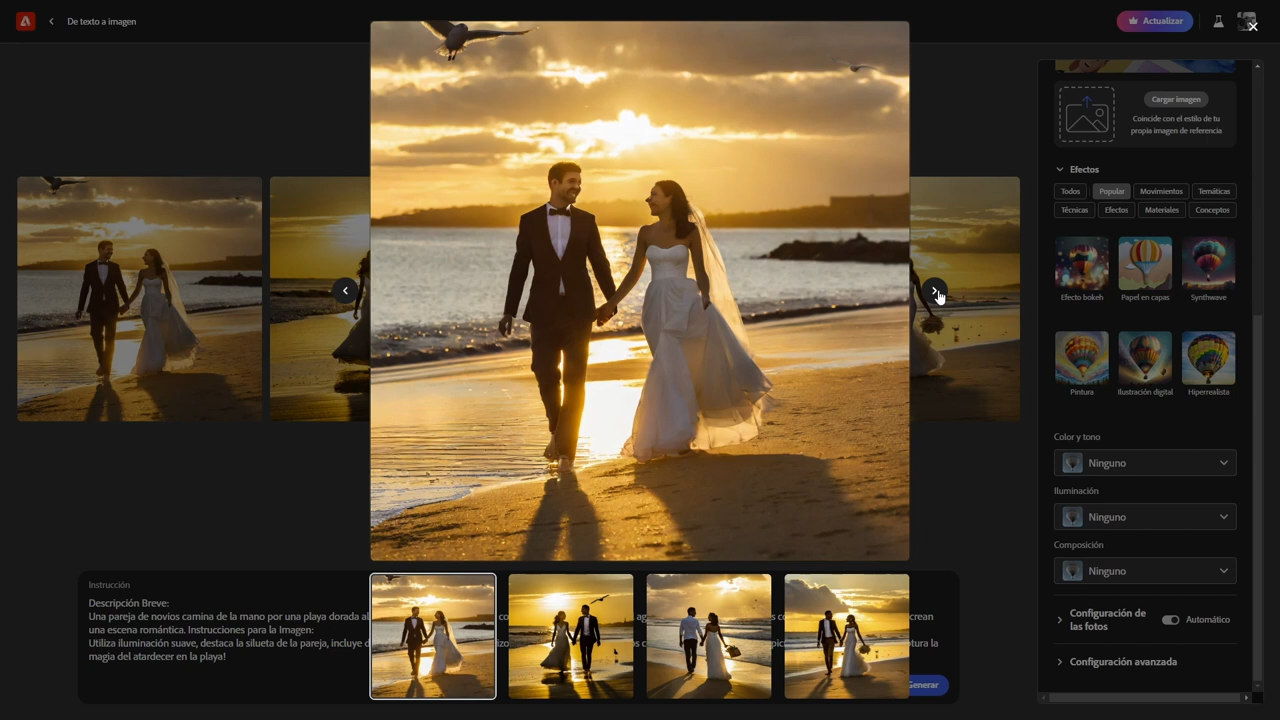 De texto a imagen
Actualizar
Cargar imagen
Coincide con el estilo de tu
propia imagen de referencia
Efectos
Todos
Popular
Movimientos
Temáticas
Técnicas
Efectos
Materiales
Conceptos
Efecto bokeh
Papel en capas
Synthwave
Pintura
Ilustración digital
Hiperrealista
Color y tono
Ninguno
Iluminación
Ninguno
Composición
Ninguno
Configuración de
las fotos
Automático
Configuración avanzada
Instrucción
Descripción Breve:
Una pareja de novios camina de la mano por una playa dorada al
una escena romántica. Instrucciones para la Imagen:
Utiliza iluminación suave, destaca la silueta de la pareja, incluye
magia del atardecer en la playa!
Generar